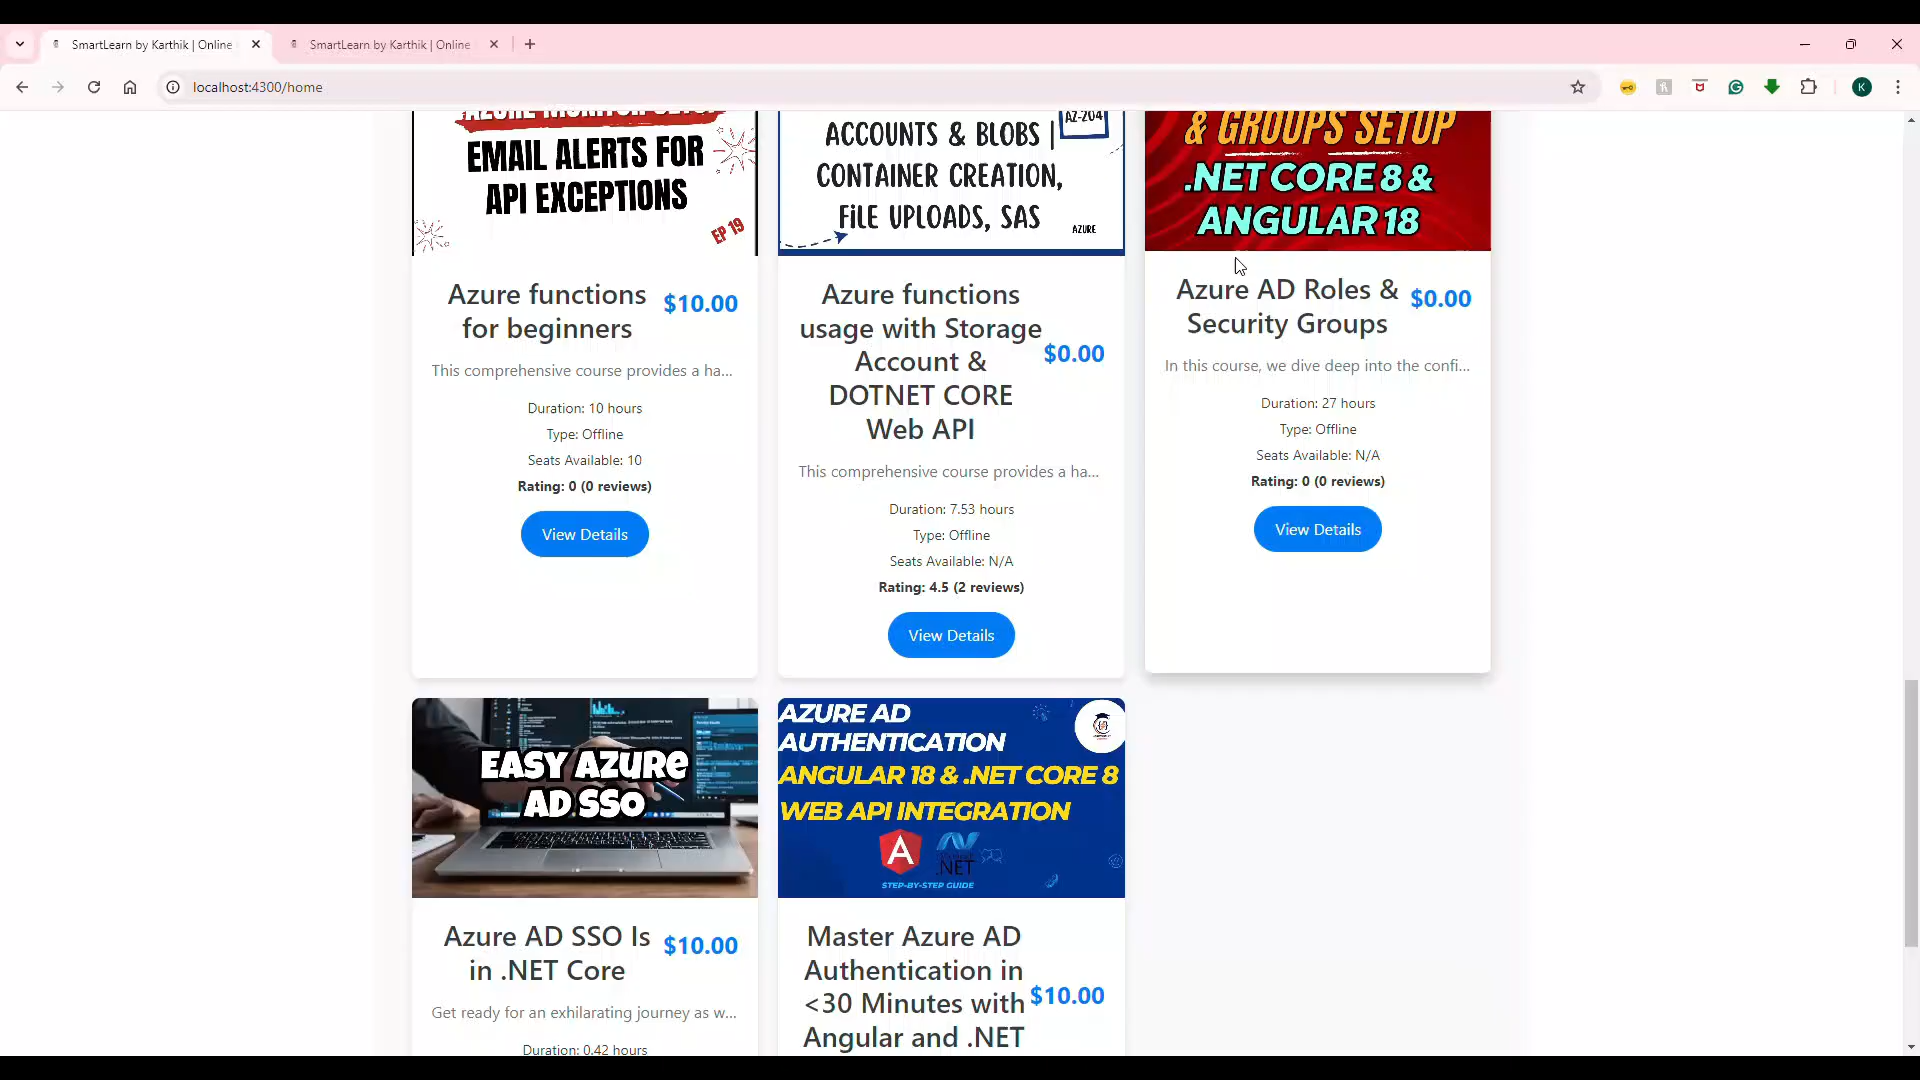 SmartLearn by Karthik | Online
SmartLearn by Karthik | Online
localhost:4300/home
K
EMAIL ALERTS FOR
API EXCEPTIONS
EP 19
Azure functions
for beginners
$10.00
This comprehensive course provides a ha...
Duration: 10 hours
Type: Offline
Seats Available: 10
Rating: 0 (0 reviews)
View Details
AZ-204
ACCOUNTS & BLOBS |
CONTAINER CREATION,
FILE UPLOADS, SAS
AZURE
Azure functions
usage with Storage
Account &
DOTNET CORE
Web API
$0.00
This comprehensive course provides a ha...
Duration: 7.53 hours
Type: Offline
Seats Available: N/A
Rating: 4.5 (2 reviews)
View Details
& GROUPS SETUP
.NET CORE 8 &
ANGULAR 18
Azure AD Roles &
Security Groups
$0.00
In this course, we dive deep into the confi...
Duration: 27 hours
Type: Offline
Seats Available: N/A
Rating: 0 (0 reviews)
View Details
EASY AZURE
AD SSO
Azure AD SSO Is
in .NET Core
$10.00
Get ready for an exhilarating journey as w...
Duration: 0.42 hours
AZURE AD
AUTHENTICATION
ANGULAR 18 & .NET CORE 8
WEB API INTEGRATION
.NET
STEP-BY-STEP GUIDE
Master Azure AD
Authentication in
<30 Minutes with
Angular and .NET
$10.00